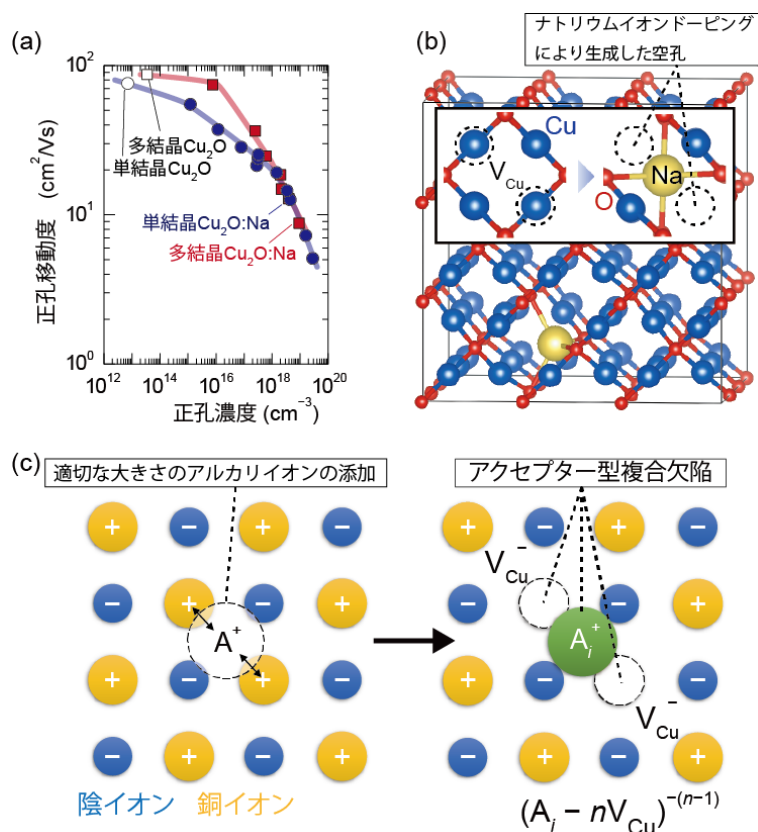 (a)
10²
10¹
10⁰
正孔移動度 (cm²/Vs)
多結晶Cu₂O
単結晶Cu₂O
単結晶Cu₂O:Na
多結晶Cu₂O:Na
10¹² 10¹⁴ 10¹⁶ 10¹⁸ 10²⁰
正孔濃度 (cm⁻³)
(b)
ナトリウムイオンドーピング
により生成した空孔
Cu
V_Cu
Na
O
(c)
適切な大きさのアルカリイオンの添加
+ − + −
− + − +
A⁺
+ − + −
− + − +
陰イオン 銅イオン
アクセプター型複合欠陥
+ − + −
V_Cu⁻
− − +
A_i⁺
+ − −
V_Cu⁻
− + − +
(A_i − nV_Cu)⁻⁽ⁿ⁻¹⁾